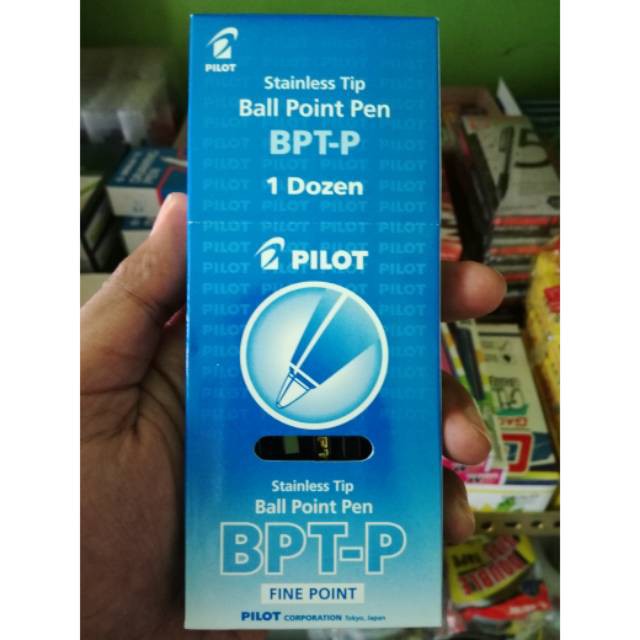 PILOT
Stainless Tip
Ball Point Pen
BPT-P
1 Dozen
PILOT
Stainless Tip
Ball Point Pen
BPT-P
FINE POINT
PILOT CORPORATION Tokyo, Japan